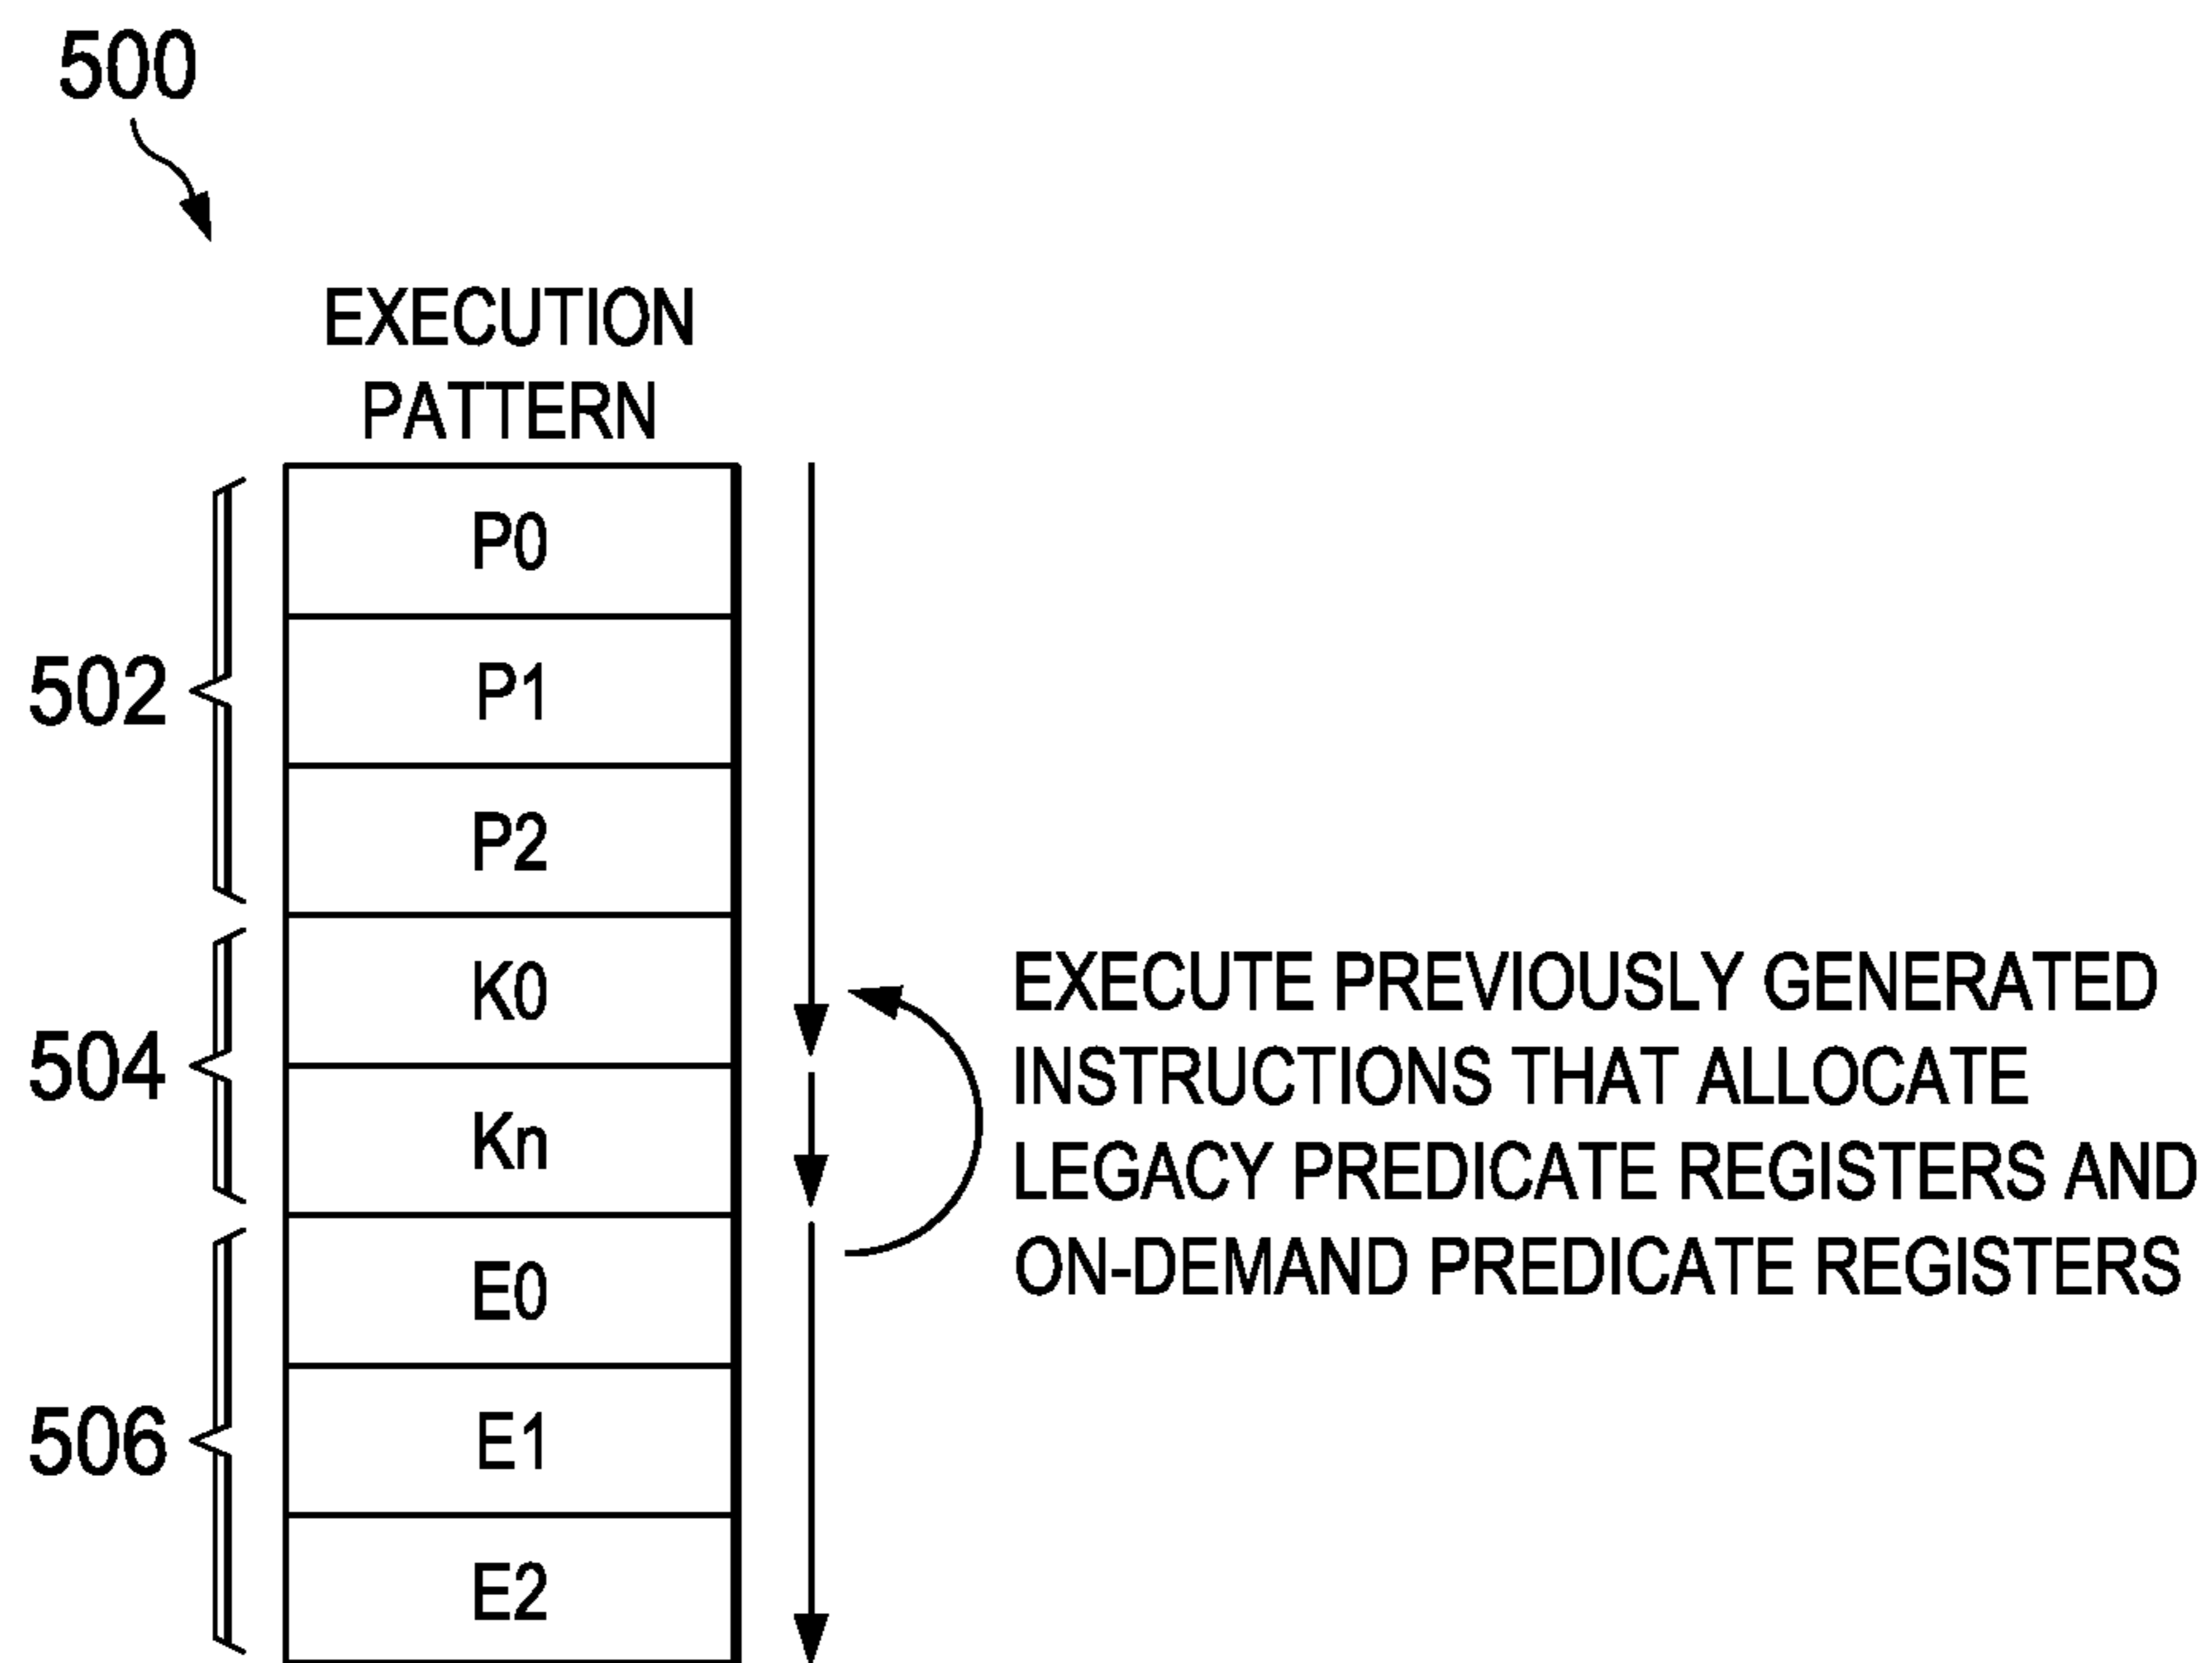 500
EXECUTION
PATTERN
P0
P1
502
P2
K0
504
Kn
E0
E1
506
E2
EXECUTE PREVIOUSLY GENERATED
INSTRUCTIONS THAT ALLOCATE
LEGACY PREDICATE REGISTERS AND
ON-DEMAND PREDICATE REGISTERS